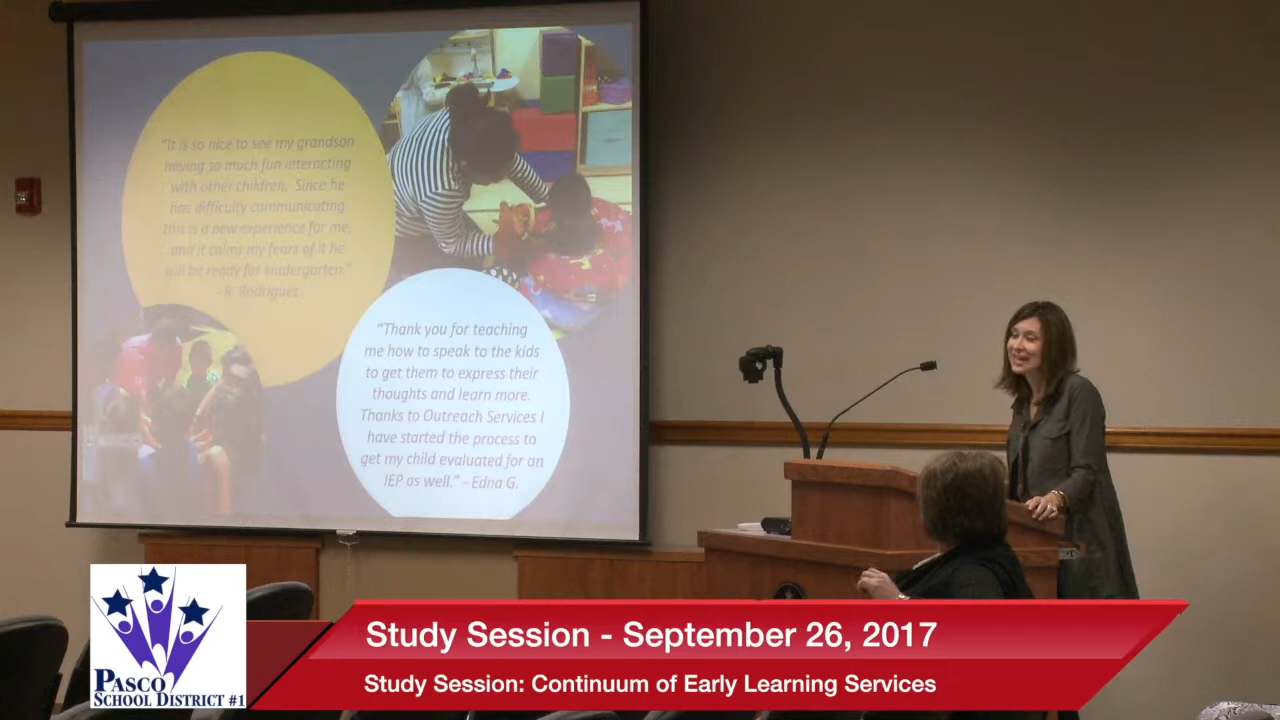 "It is so nice to see my grandson
having so much fun interacting
with other children. Since he
has difficulty communicating
this is a new experience for me,
and it calms my fears of it he
will be ready for kindergarten."
- R. Rodriguez
"Thank you for teaching
me how to speak to the kids
to get them to express their
thoughts and learn more.
Thanks to Outreach Services I
have started the process to
get my child evaluated for an
IEP as well." - Edna G.
PASCO
SCHOOL DISTRICT #1
Study Session - September 26, 2017
Study Session: Continuum of Early Learning Services